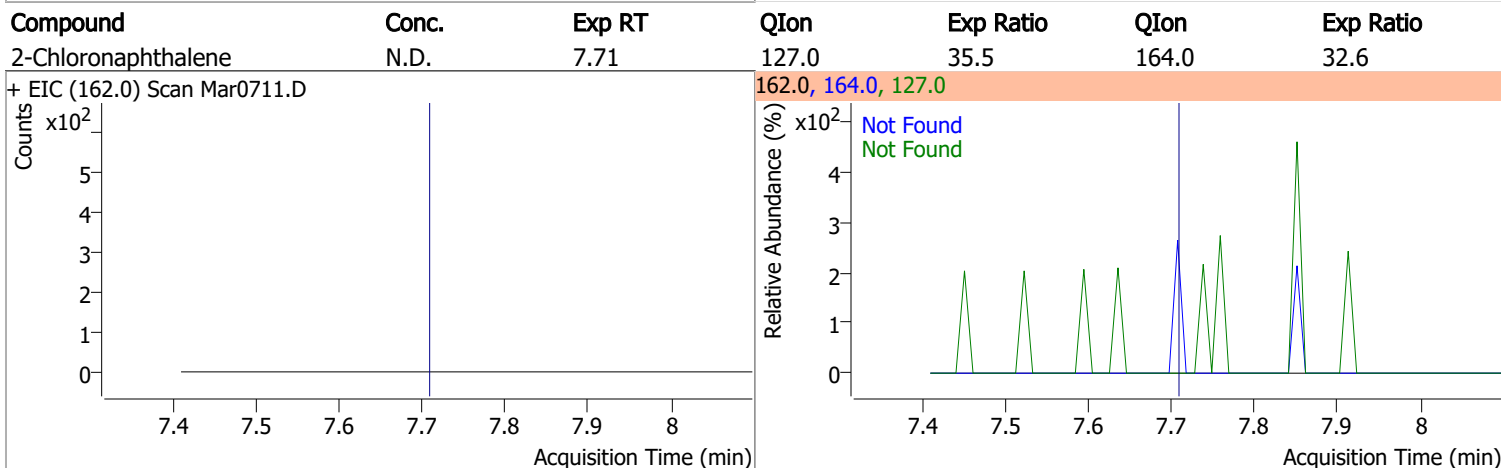 Compound Conc. Exp RT QIon Exp Ratio QIon Exp Ratio
2-Chloronaphthalene N.D. 7.71 127.0 35.5 164.0 32.6
+ EIC (162.0) Scan Mar0711.D
Counts
x10²
5
4
3
2
1
0
7.4 7.5 7.6 7.7 7.8 7.9 8
Acquisition Time (min)
162.0, 164.0, 127.0
Relative Abundance (%)
x10²
Not Found
Not Found
4
3
2
1
0
7.4 7.5 7.6 7.7 7.8 7.9 8
Acquisition Time (min)